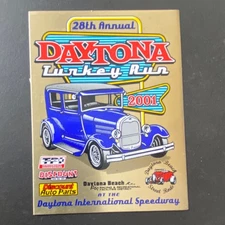 28th Annual
DAYTONA
Turkey Run
2001
Discount
Auto Parts
Daytona Beach
At the
Daytona International Speedway